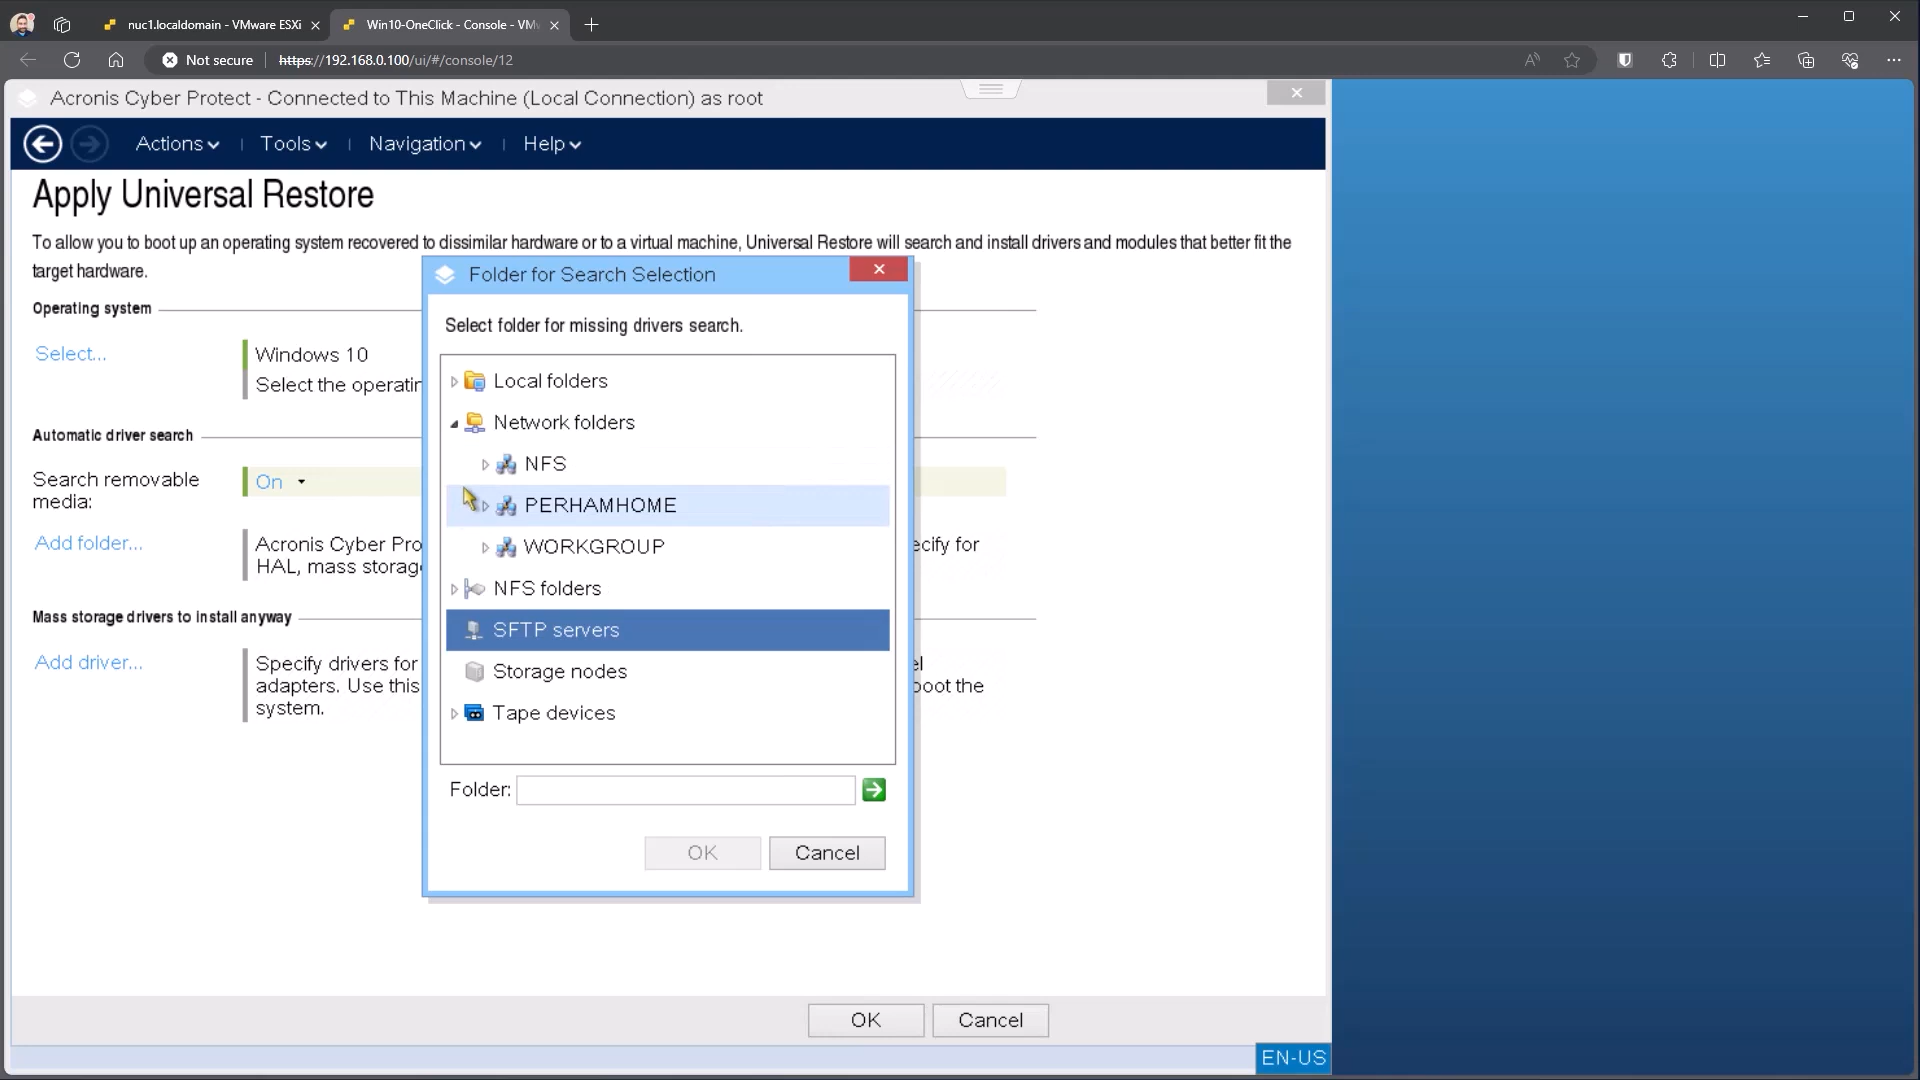 nuc1.localdomain - VMware ESXi
Win10-OneClick - Console - VM
Not secure
https://192.168.0.100/ui/#/console/12
Acronis Cyber Protect - Connected to This Machine (Local Connection) as root
Actions
Tools
Navigation
Help
Apply Universal Restore
To allow you to boot up an operating system recovered to dissimilar hardware or to a virtual machine, Universal Restore will search and install drivers and modules that better fit the
target hardware.
Operating system
Select...
Windows 10
Select the operatin
Automatic driver search
Search removable
media:
On
Add folder...
Acronis Cyber Pro
ecify for
HAL, mass storag
Mass storage drivers to install anyway
Add driver...
Specify drivers for
el
adapters. Use this
boot the
system.
Folder for Search Selection
Select folder for missing drivers search.
Local folders
Network folders
NFS
PERHAMHOME
WORKGROUP
NFS folders
SFTP servers
Storage nodes
Tape devices
Folder:
OK
Cancel
OK
Cancel
EN-US